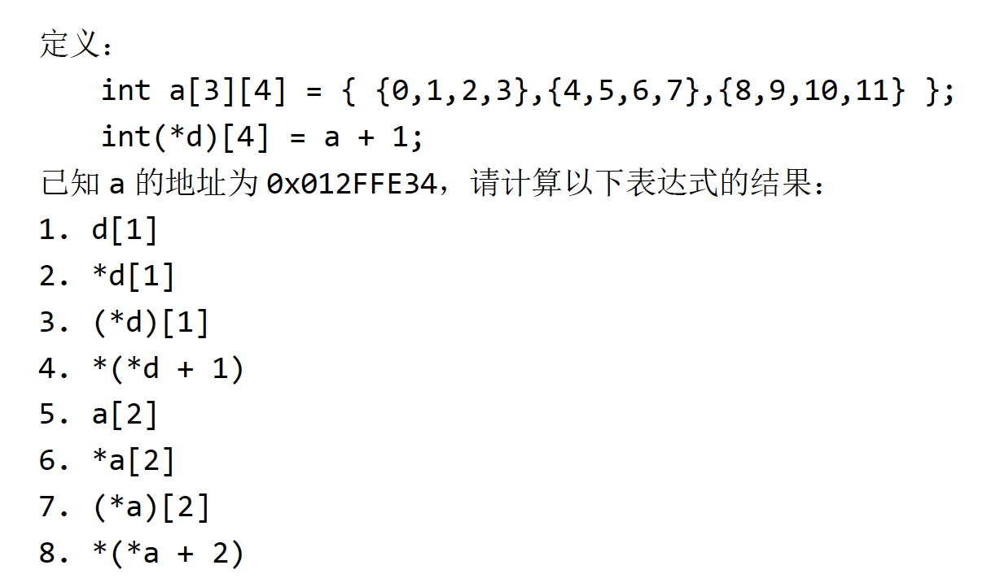 定义：
int a[3][4] = { {0,1,2,3},{4,5,6,7},{8,9,10,11} };
int(*d)[4] = a + 1;
已知 a 的地址为 0x012FFE34，请计算以下表达式的结果：
1. d[1]
2. *d[1]
3. (*d)[1]
4. *(*d + 1)
5. a[2]
6. *a[2]
7. (*a)[2]
8. *(*a + 2)